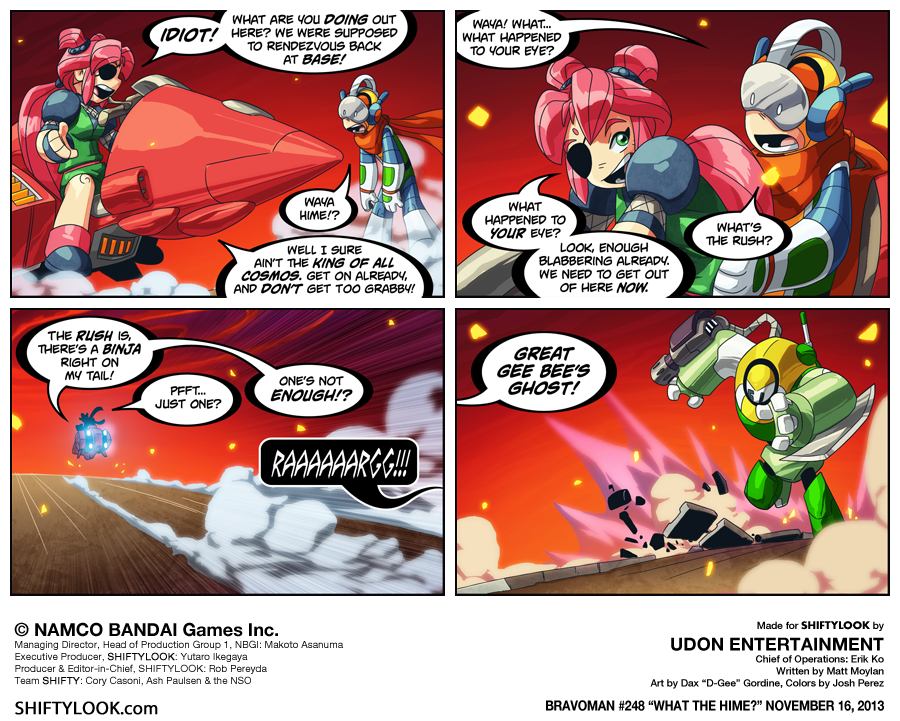 IDIOT!
WHAT ARE YOU DOING OUT
HERE? WE WERE SUPPOSED
TO RENDEZVOUS BACK
AT BASE!
WAYA
HIME!?
WELL I SURE
AIN'T THE KING OF ALL
COSMOS. GET ON ALREADY,
AND DON'T GET TOO GRABBY!
WAYA! WHAT...
WHAT HAPPENED
TO YOUR EYE?
WHAT
HAPPENED TO
YOUR EYE?
LOOK, ENOUGH
BLABBERING ALREADY.
WE NEED TO GET OUT
OF HERE NOW.
WHAT'S
THE RUSH?
THE RUSH IS,
THERE'S A BINJA
RIGHT ON
MY TAIL!
PFFT...
JUST ONE?
ONE'S NOT
ENOUGH!?
RAAAAAARGG!!!
GREAT
GEE BEE'S
GHOST!
© NAMCO BANDAI Games Inc.
Managing Director, Head of Production Group 1, NBGI: Makoto Asanuma
Executive Producer, SHIFTYLOOK: Yutaro Ikegaya
Producer & Editor-in-Chief, SHIFTYLOOK: Rob Pereyda
Team SHIFTY: Cory Casoni, Ash Paulsen & the NSO
SHIFTYLOOK.com
Made for SHIFTYLOOK by
UDON ENTERTAINMENT
Chief of Operations: Erik Ko
Written by Matt Moylan
Art by Dax “D-Gee” Gordine, Colors by Josh Perez
BRAVOMAN #248 “WHAT THE HIME?” NOVEMBER 16, 2013